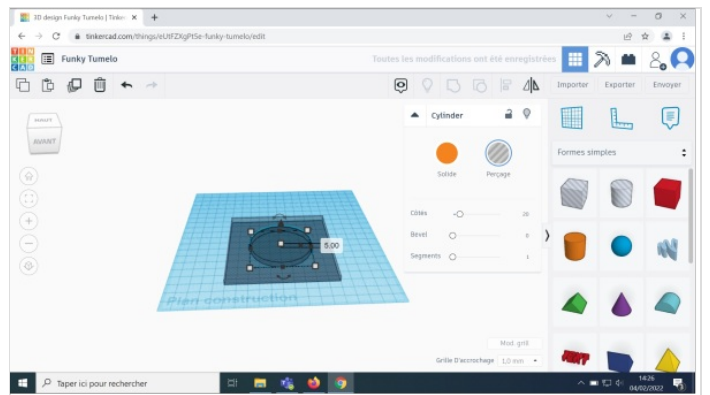 3D design Funky Tumelo | Tinker
tinkercad.com/things/eUtFZXgPtSe-funky-tumelo/edit
TIN
KER
CAD
Funky Tumelo
Toutes les modifications ont été enregistrées
Importer
Exporter
Envoyer
AVANT
Cylinder
Solide
Perçage
Côtés
20
Bevel
0
Segments
1
Formes simples
5,00
Plan construction
Mod. grill
Grille D'accrochage
1,0 mm
Taper ici pour rechercher
14:26
04/02/2022